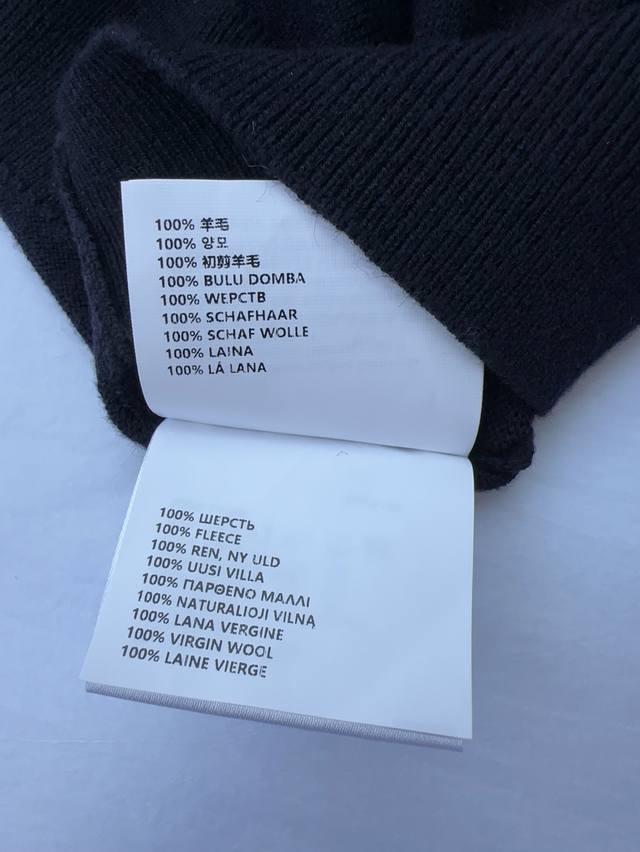 100% 羊毛
100% 양모
100% 初剪羊毛
100% BULU DOMBA
100% WEPCTB
100% SCHAFHAAR
100% SCHAF WOLLE
100% LAINA
100% LÅ LANA
100% ШЕРСТЬ
100% FLEECE
100% REN, NY ULD
100% UUSI VILLA
100% ΠΑΡΘΕΝΟ ΜΑΛΛΙ
100% NATURALIOJI VILNĄ
100% LANA VERGINE
100% VIRGIN WOOL
100% LAINE VIERGE